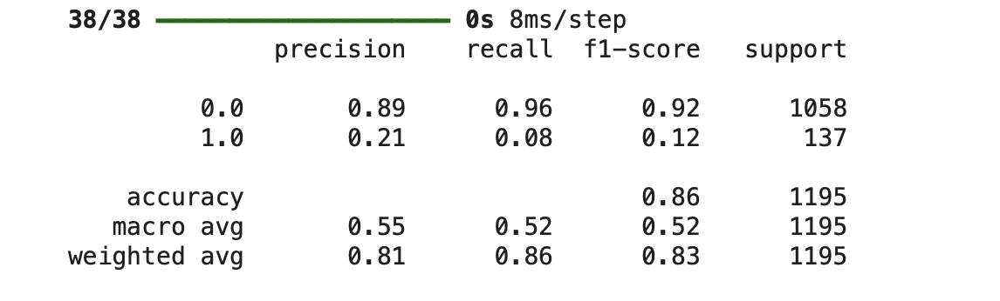 38/38 ━━━━━━━━━━━━━━━━━━━━ 0s 8ms/step
precision recall f1-score support
0.0 0.89 0.96 0.92 1058
1.0 0.21 0.08 0.12 137
accuracy 0.86 1195
macro avg 0.55 0.52 0.52 1195
weighted avg 0.81 0.86 0.83 1195